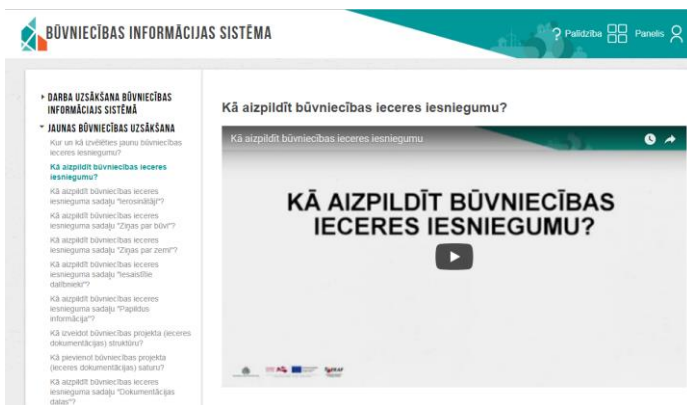 BŪVNIECĪBAS INFORMĀCIJAS SISTĒMA
? Palīdzība
Panelis
DARBA UZSĀKŠANA BŪVNIECĪBAS
INFORMĀCIAJS SISTĒMĀ
JAUNAS BŪVNIECĪBAS UZSĀKŠANA
Kur un kā izvēlēties jaunu būvniecības
ieceres iesniegumu?
Kā aizpildīt būvniecības ieceres
iesniegumu?
Kā aizpildīt būvniecības ieceres
iesnieguma sadaļu "Ierosinātāji"?
Kā aizpildīt būvniecības ieceres
iesnieguma sadaļu "Ziņas par būvi"?
Kā aizpildīt būvniecības ieceres
iesnieguma sadaļu "Ziņas par zemi"?
Kā aizpildīt būvniecības ieceres
iesnieguma sadaļu "Iesaistītie
dalībnieki"?
Kā aizpildīt būvniecības ieceres
iesnieguma sadaļu "Papildus
informācija"?
Kā izveidot būvniecības projekta (ieceres
dokumentācijas) struktūru?
Kā pievienot būvniecības projekta
(ieceres dokumentācijas) saturu?
Kā aizpildīt būvniecības ieceres
iesnieguma sadaļu "Dokumentācijas
daļas"?
Kā aizpildīt būvniecības ieceres iesniegumu?
Kā aizpildīt būvniecības ieceres iesniegumu
KĀ AIZPILDĪT BŪVNIECĪBAS
IECERES IESNIEGUMU?